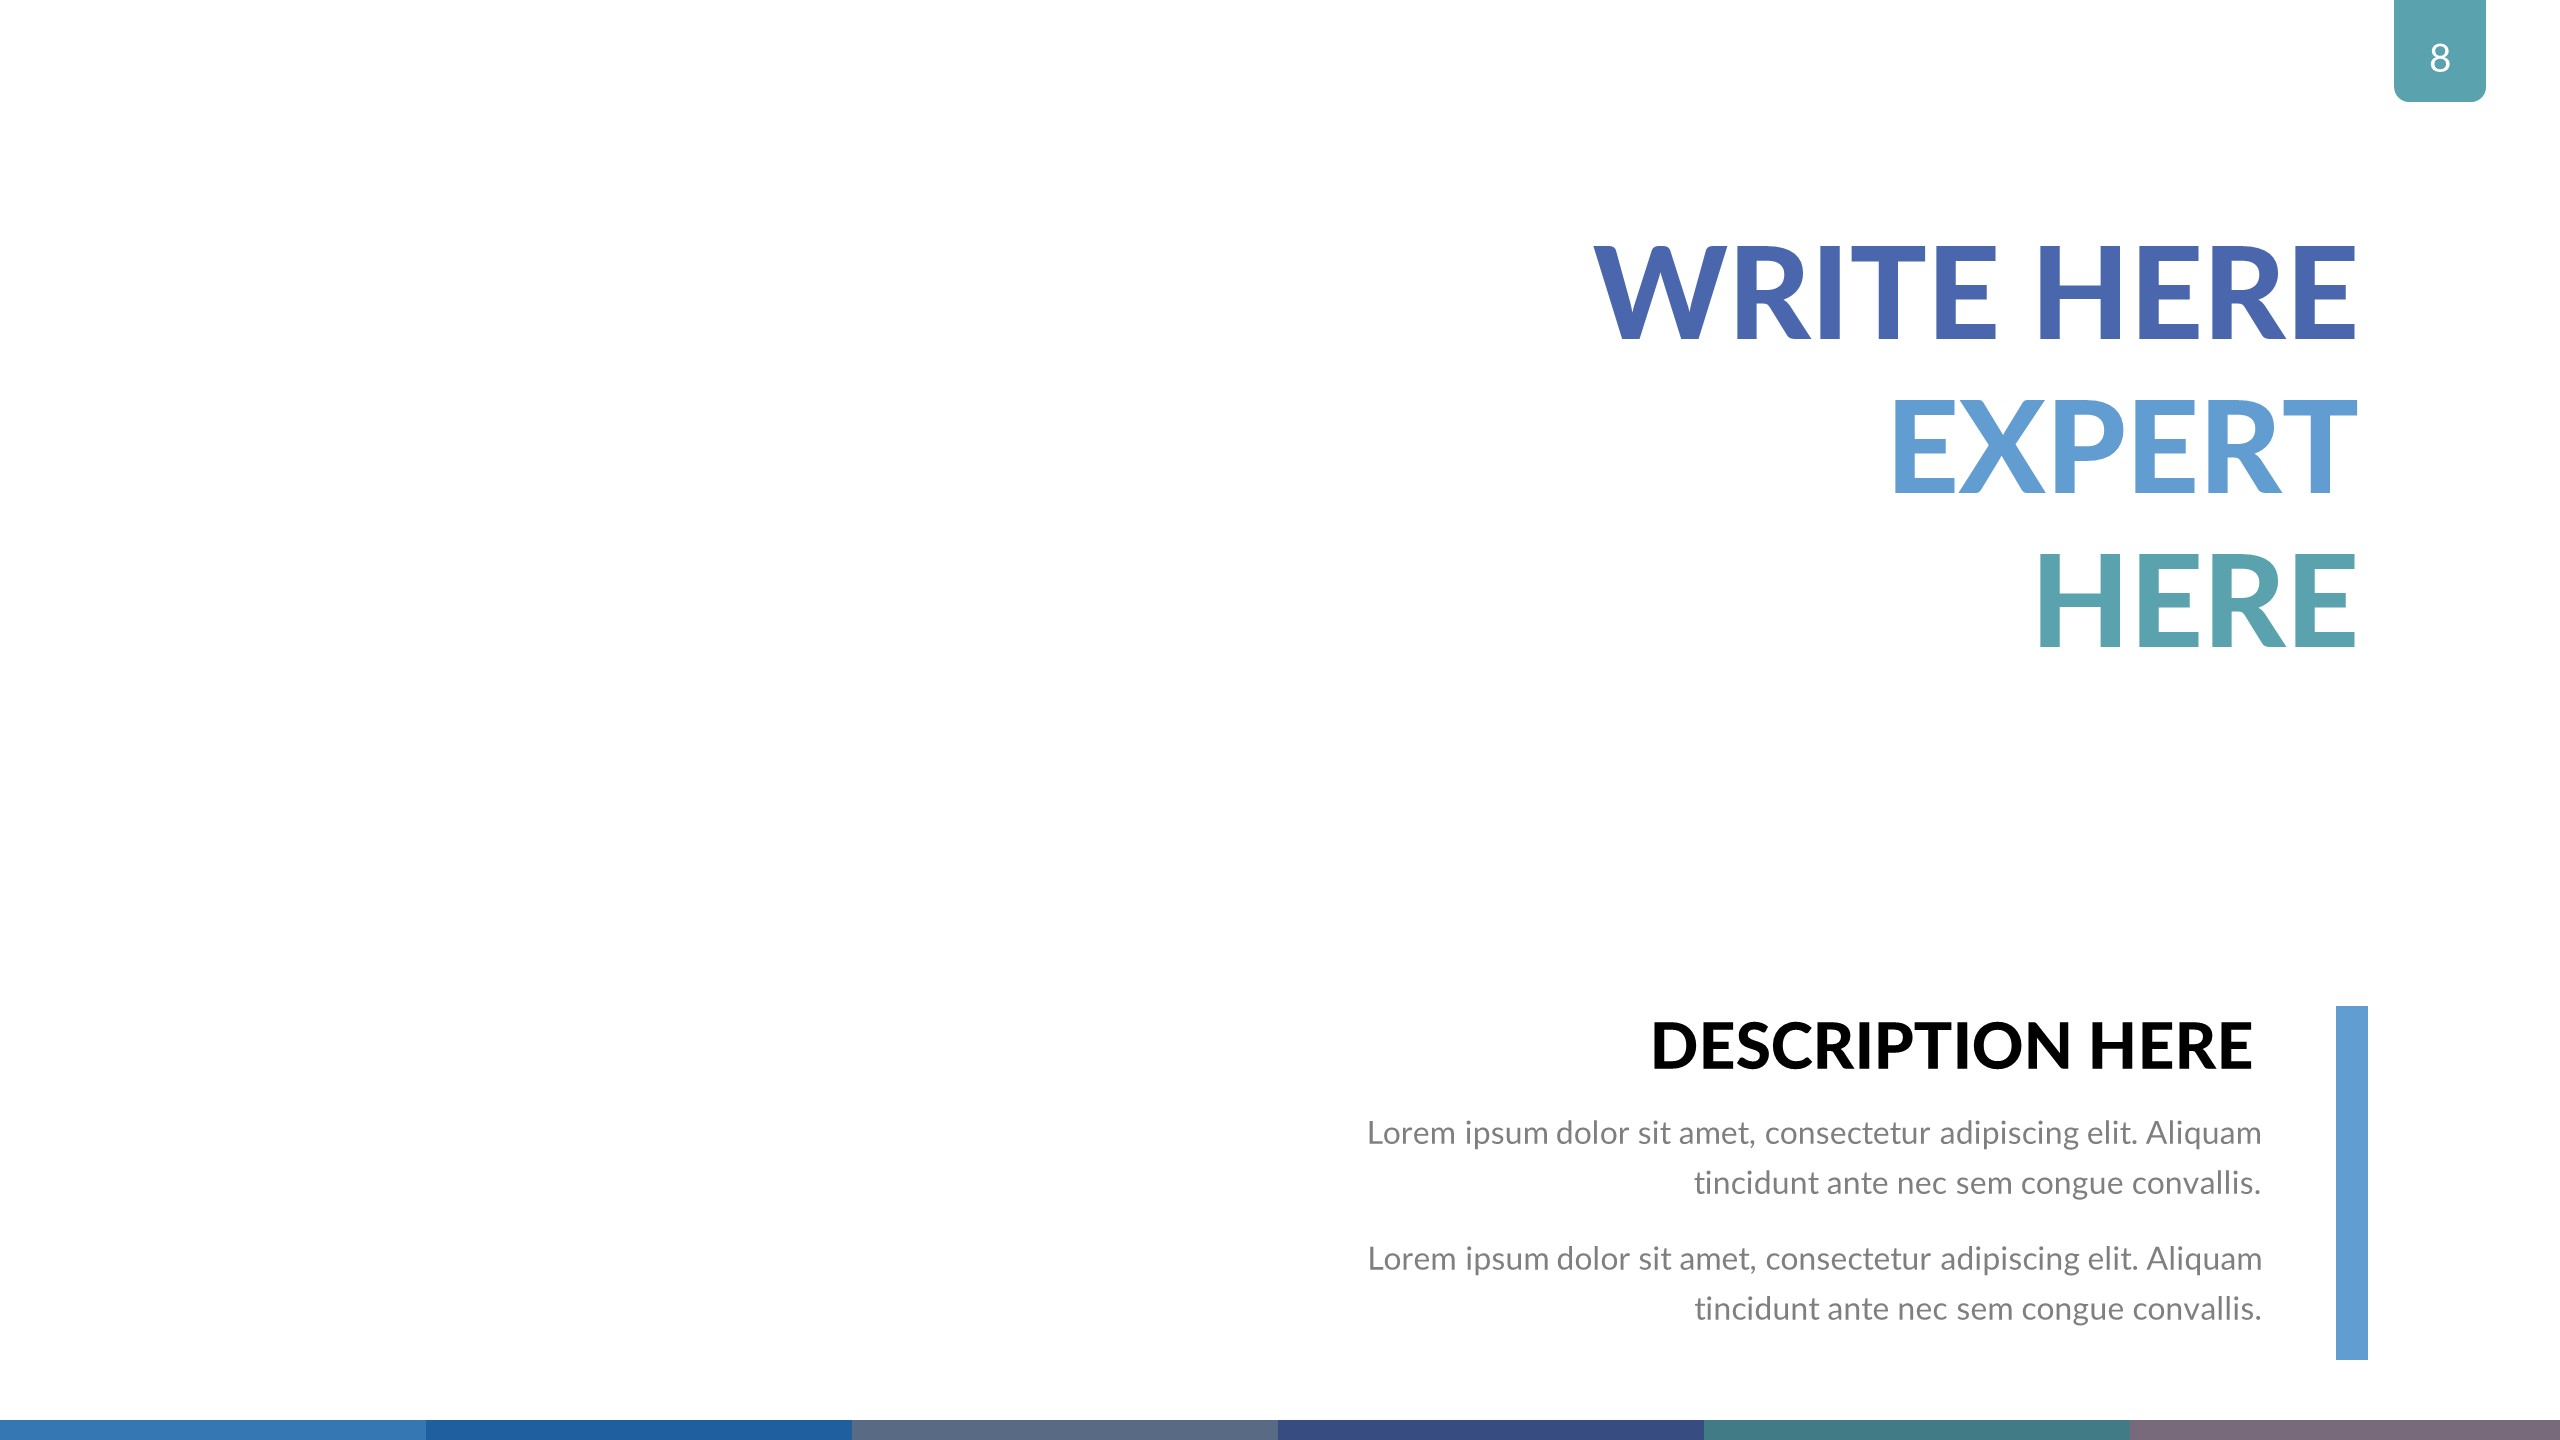 8
WRITE HERE
EXPERT
HERE
DESCRIPTION HERE
Lorem ipsum dolor sit amet, consectetur adipiscing elit. Aliquam
tincidunt ante nec sem congue convallis.
Lorem ipsum dolor sit amet, consectetur adipiscing elit. Aliquam
tincidunt ante nec sem congue convallis.